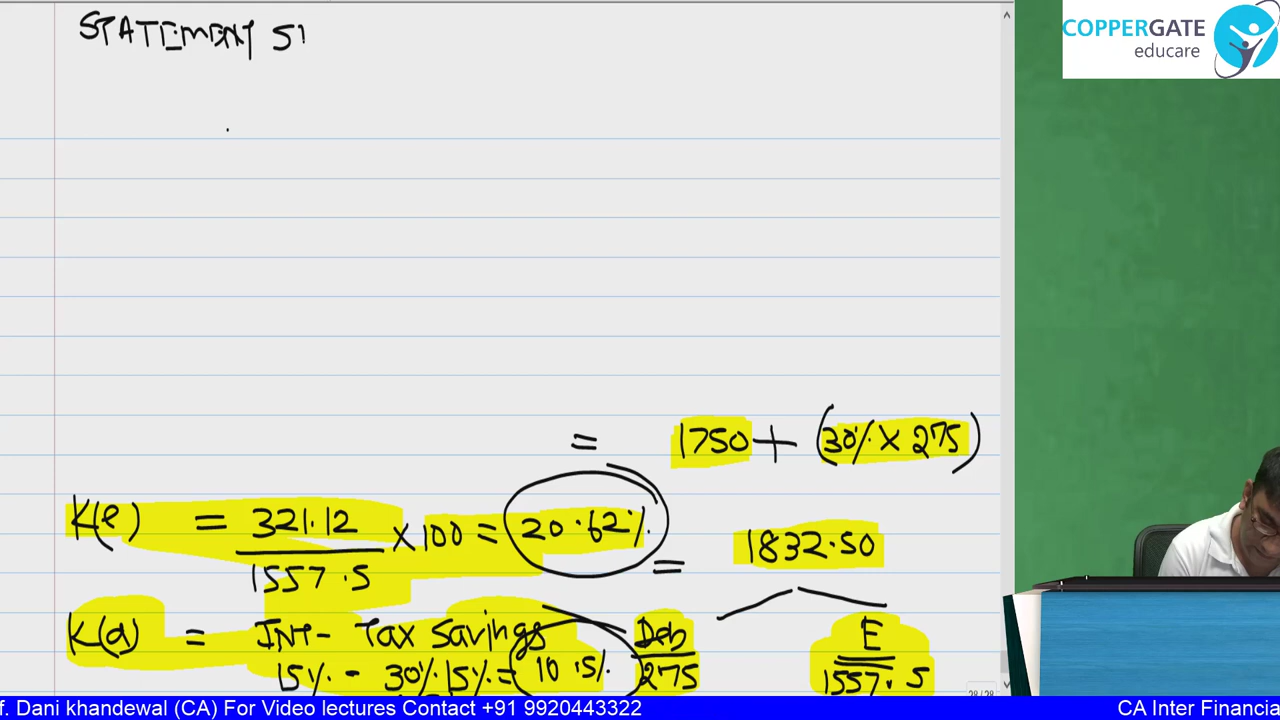 STATEMENT S
COPPERGATE
educare
= 1750 + (30% × 275)
K(e) = 321.12 / 1557.5 × 100 = 20.62%
= 1832.50
K(d) = INT - Tax Savings
15% - 30% 15% = 10.5%
Deb
275
E
1557.5
f. Dani khandewal (CA) For Video lectures Contact +91 9920443322
CA Inter Financia